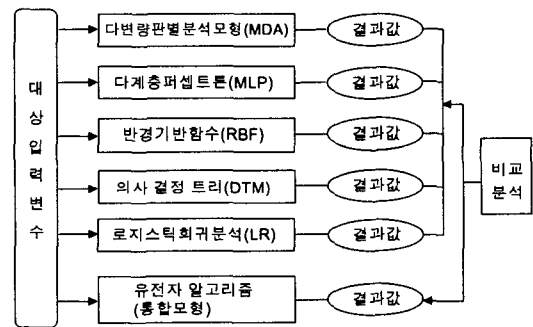 대
상
입
력
변
수
다변량판별분석모형(MDA)
결과값
다계층퍼셉트론(MLP)
결과값
반경기반함수(RBF)
결과값
의사 결정 트리(DTM)
결과값
로지스틱회귀분석(LR)
결과값
유전자 알고리즘
(통합모형)
결과값
비교
분석